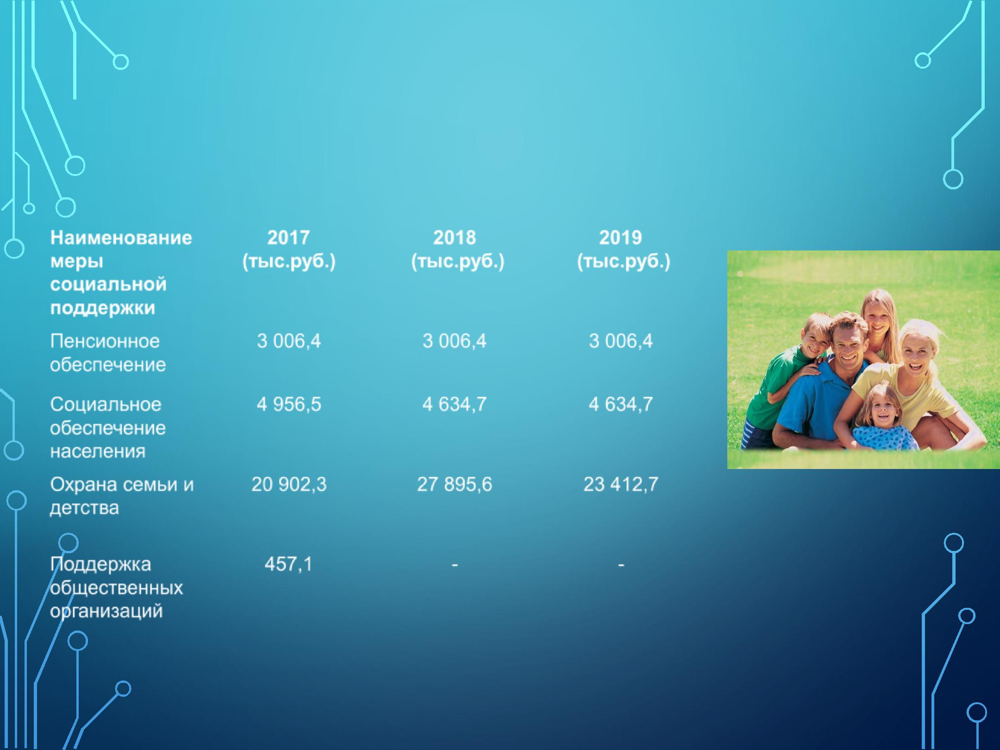 Наименование
меры
социальной
поддержки
2017
(тыс.руб.)
2018
(тыс.руб.)
2019
(тыс.руб.)
Пенсионное
обеспечение
3 006,4
3 006,4
3 006,4
Социальное
обеспечение
населения
4 956,5
4 634,7
4 634,7
Охрана семьи и
детства
20 902,3
27 895,6
23 412,7
Поддержка
общественных
организаций
457,1
-
-